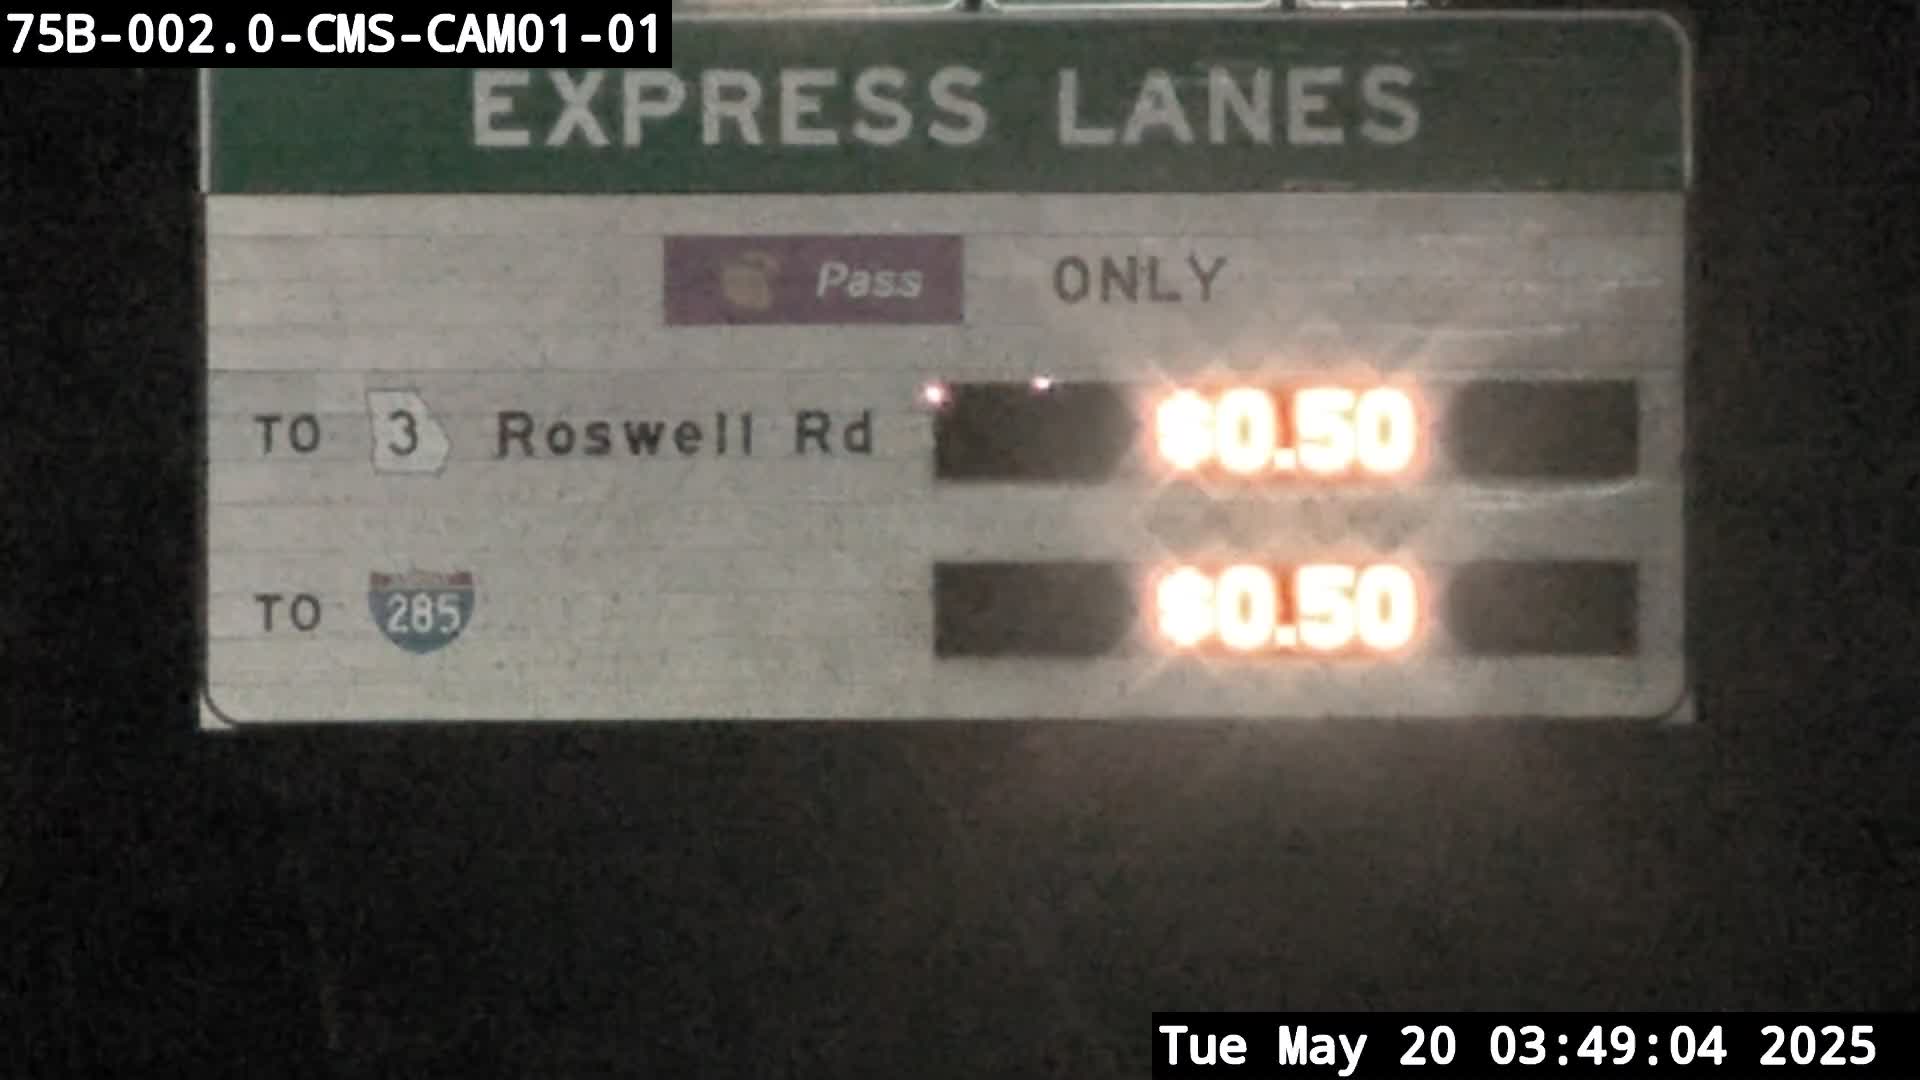 75B-002.0-CMS-CAM01-01
EXPRESS LANES
Pass ONLY
TO 3 Roswell Rd $0.50
TO 285 $0.50
Tue May 20 03:49:04 2025